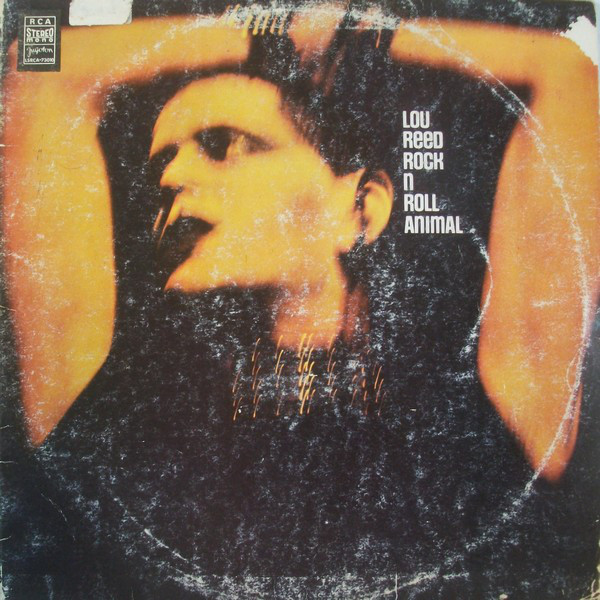 RCA
STEREO
mono
Jugoton
LSRCA-73010
LOU
Reed
ROCK
n
ROLL
AnimAL